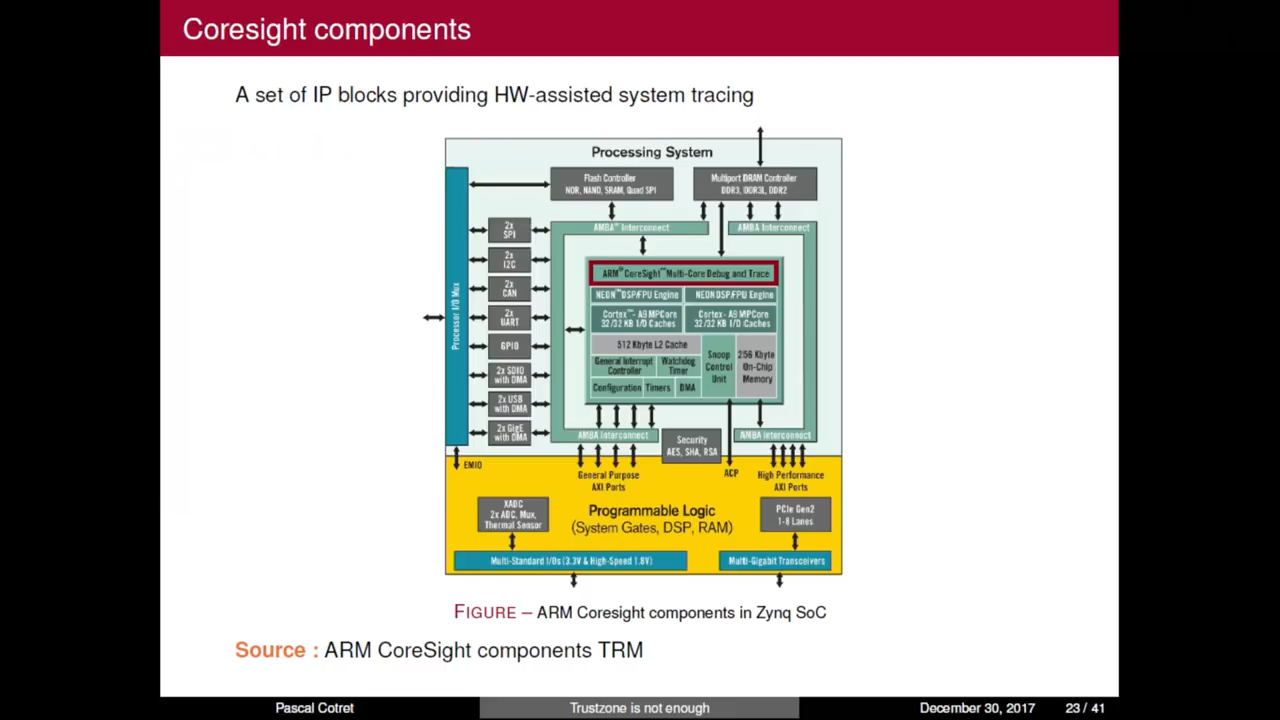 Coresight components
A set of IP blocks providing HW-assisted system tracing
Processing System
Flash Controller
NOR, NAND, SRAM, Quad SPI
Multiport DRAM Controller
DDR3, DDR3L, DDR2
AMBA® Interconnect
AMBA Interconnect
Processor I/O Mux
2x
SPI
2x
I2C
2x
CAN
2x
UART
GPIO
2x SDIO
with DMA
2x USB
with DMA
2x GigE
with DMA
ARM® CoreSight™ Multi-Core Debug and Trace
NEON™ DSP/FPU Engine
NEON DSP/FPU Engine
Cortex™- A9 MPCore
32/32 KB I/D Caches
Cortex- A9 MPCore
32/32 KB I/D Caches
512 Kbyte L2 Cache
General Interrupt
Controller
Watchdog
Timer
Configuration
Timers
DMA
Snoop
Control
Unit
256 Kbyte
On-Chip
Memory
AMBA Interconnect
Security
AES, SHA, RSA
AMBA Interconnect
EMIO
General Purpose
AXI Ports
ACP
High Performance
AXI Ports
XADC
2x ADC, Mux,
Thermal Sensor
Programmable Logic
(System Gates, DSP, RAM)
PCIe Gen2
1-8 Lanes
Multi-Standard I/Os (3.3V & High-Speed 1.8V)
Multi-Gigabit Transceivers
FIGURE – ARM Coresight components in Zynq SoC
Source : ARM CoreSight components TRM
Pascal Cotret
Trustzone is not enough
December 30, 2017
23 / 41